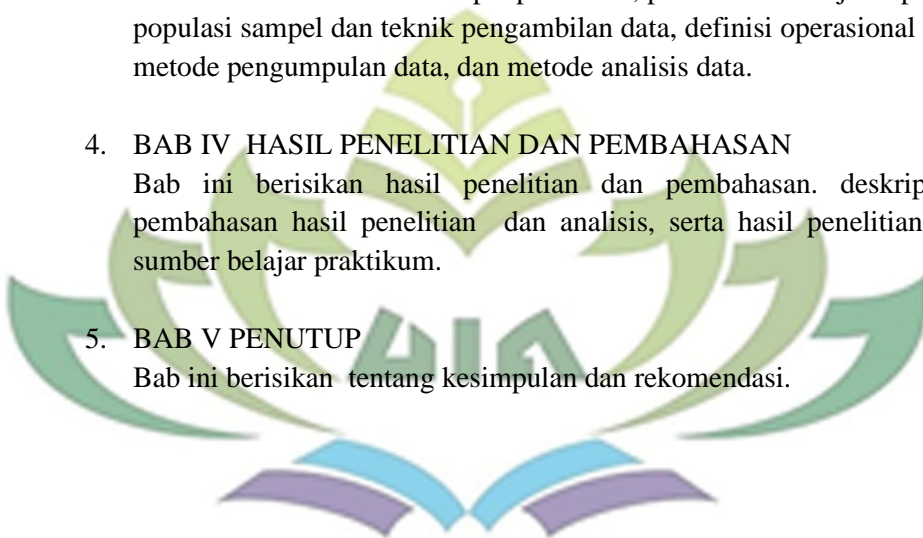 populasi sampel dan teknik pengambilan data, definisi operasional
metode pengumpulan data, dan metode analisis data.
4. BAB IV HASIL PENELITIAN DAN PEMBAHASAN
Bab ini berisikan hasil penelitian dan pembahasan. deskrip
pembahasan hasil penelitian dan analisis, serta hasil penelitian
sumber belajar praktikum.
5. BAB V PENUTUP
UIN
Bab ini berisikan tentang kesimpulan dan rekomendasi.